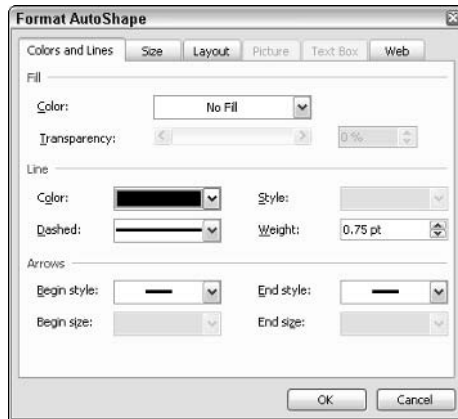 Format AutoShape
Colors and Lines Size Layout Picture Text Box Web
Fill
Color: No Fill
Transparency: 0 %
Line
Color: Style:
Dashed: Weight: 0.75 pt
Arrows
Begin style: End style:
Begin size: End size:
OK Cancel